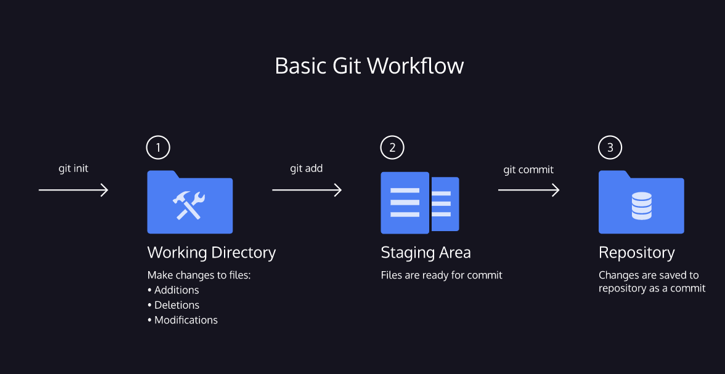 Basic Git Workflow
git init
1
git add
2
git commit
3
Working Directory
Make changes to files:
• Additions
• Deletions
• Modifications
Staging Area
Files are ready for commit
Repository
Changes are saved to
repository as a commit